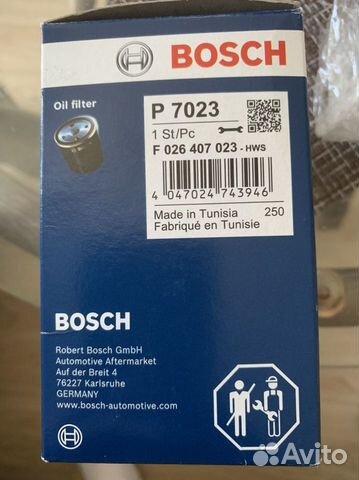 BOSCH
Oil filter
P 7023
1 St/Pc
F 026 407 023 - HWS
4 047024 743946
Made in Tunisia 250
Fabriqué en Tunisie
BOSCH
Robert Bosch GmbH
Automotive Aftermarket
Auf der Breit 4
76227 Karlsruhe
GERMANY
www.bosch-automotive.com
Avito